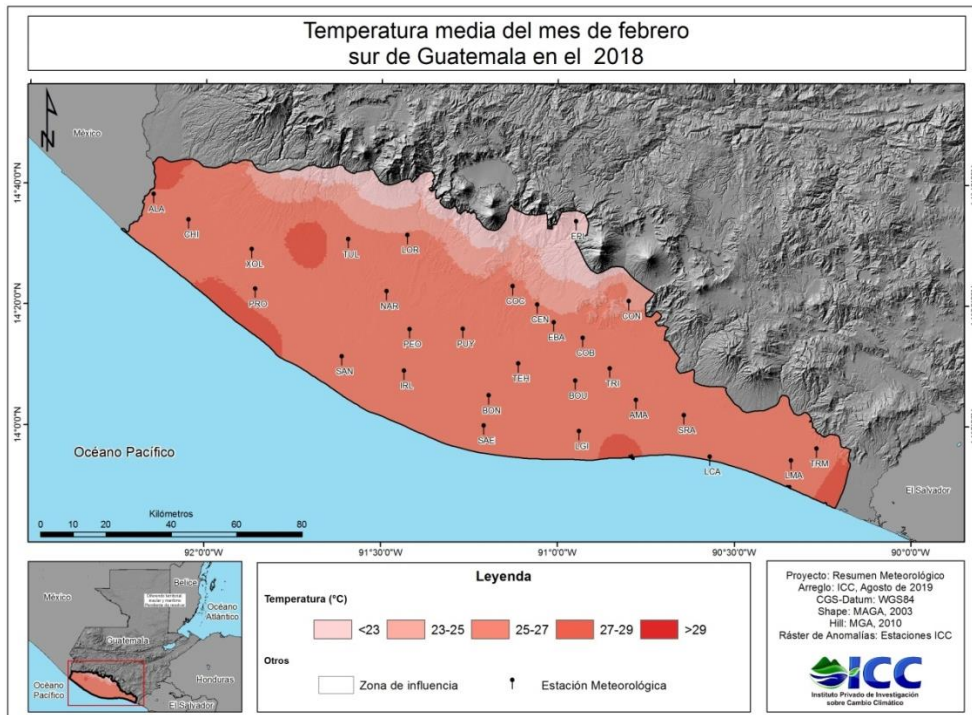 Temperatura media del mes de febrero
sur de Guatemala en el 2018
México
14°40'0"N
14°20'0"N
14°0'0"N
ALA
CHI
XOL
PRO
TUL
LOR
NAR
PEO
PUY
COC
CEN
EBA
EPL
CON
COB
SAN
IRL
TEH
BOU
TRI
BON
AMA
SAE
LGI
SRA
LCA
LMA
TRM
Océano Pacífico
El Salvador
Kilómetros
0 10 20 40 60 80
92°0'0"W
91°30'0"W
91°0'0"W
90°30'0"W
90°0'0"W
México
Belice
Océano
Atlántico
Guatemala
Honduras
Océano
Pacífico
El Salvador
Leyenda
Temperatura (°C)
<23 23-25 25-27 27-29 >29
Otros
Zona de influencia Estación Meteorológica
Proyecto: Resumen Meteorológico
Arreglo: ICC, Agosto de 2019
CGS-Datum: WGS84
Shape: MAGA, 2003
Hill: MGA, 2010
Ráster de Anomalías: Estaciones ICC
ICC
Instituto Privado de Investigación
sobre Cambio Climático